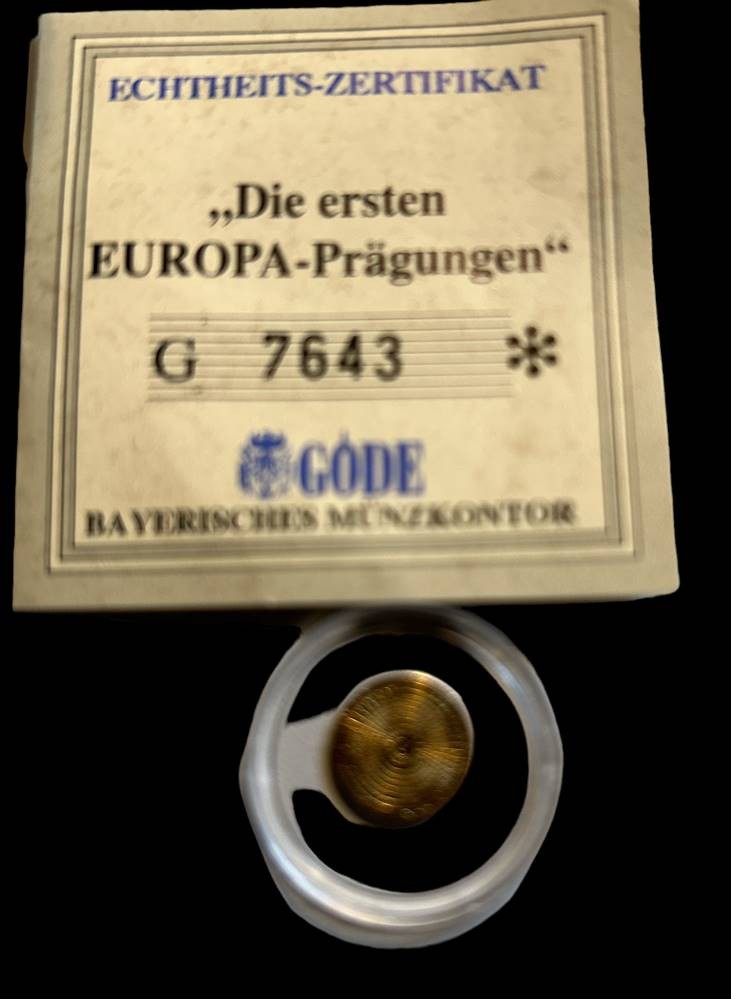 ECHTHEITS-ZERTIFIKAT
„Die ersten
EUROPA-Prägungen“
G 7643 *
GÖDE
BAYERISCHES MÜNZKONTOR